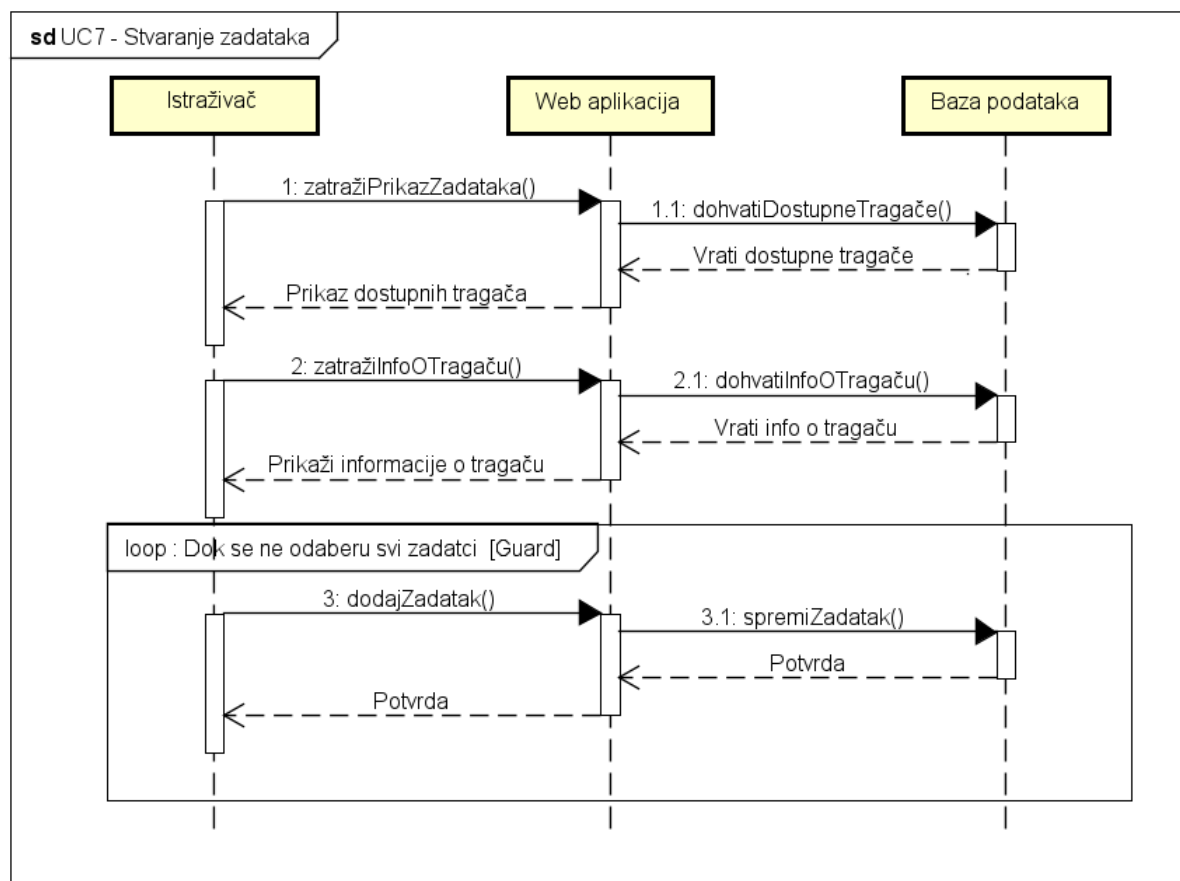 sd UC7 - Stvaranje zadataka
Istraživač
Web aplikacija
Baza podataka
1: zatražiPrikazZadataka()
1.1: dohvatiDostupneTragače()
Vrati dostupne tragače
Prikaz dostupnih tragača
2: zatražiInfoOTragaču()
2.1: dohvatiInfoOTragaču()
Vrati info o tragaču
Prikaži informacije o tragaču
loop : Dok se ne odaberu svi zadatci [Guard]
3: dodajZadatak()
3.1: spremiZadatak()
Potvrda
Potvrda